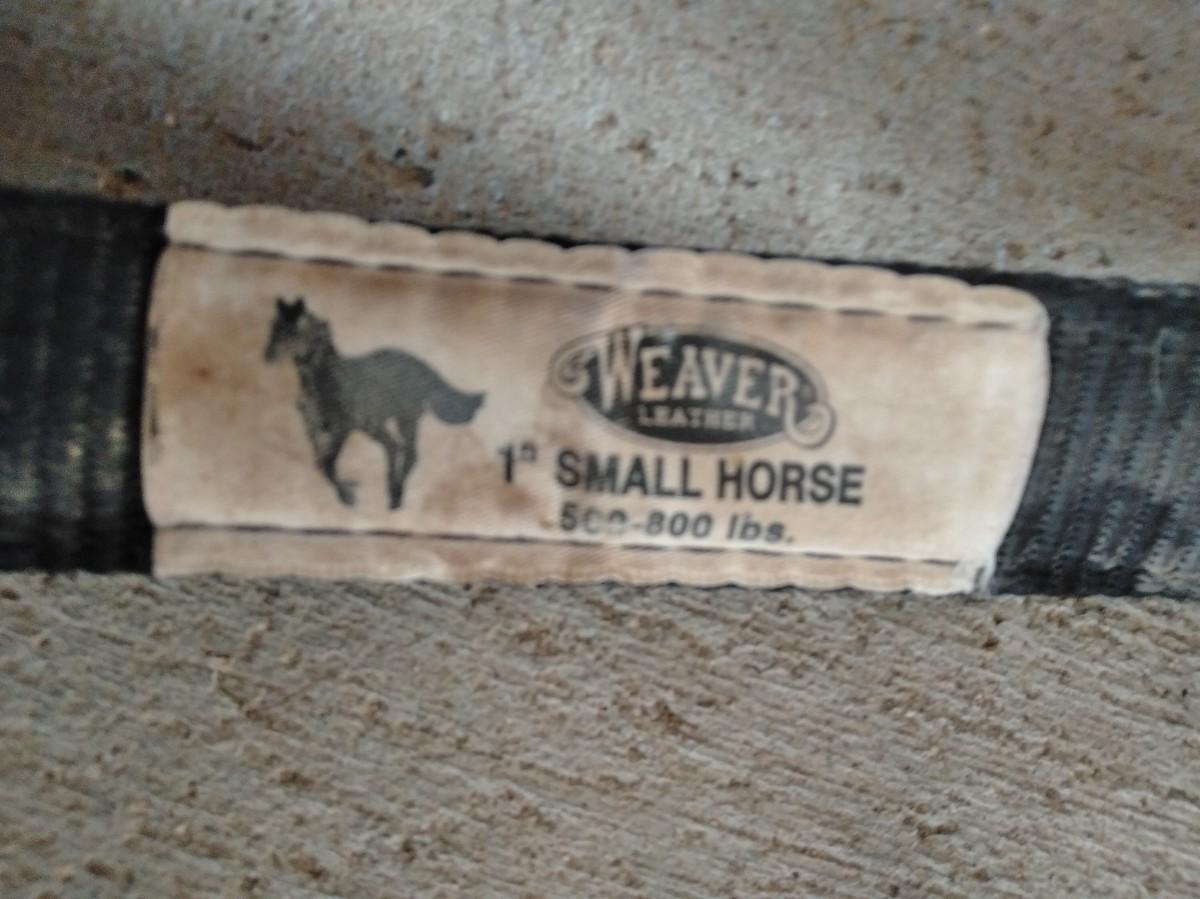 WEAVER
LEATHER
1" SMALL HORSE
500-800 lbs.